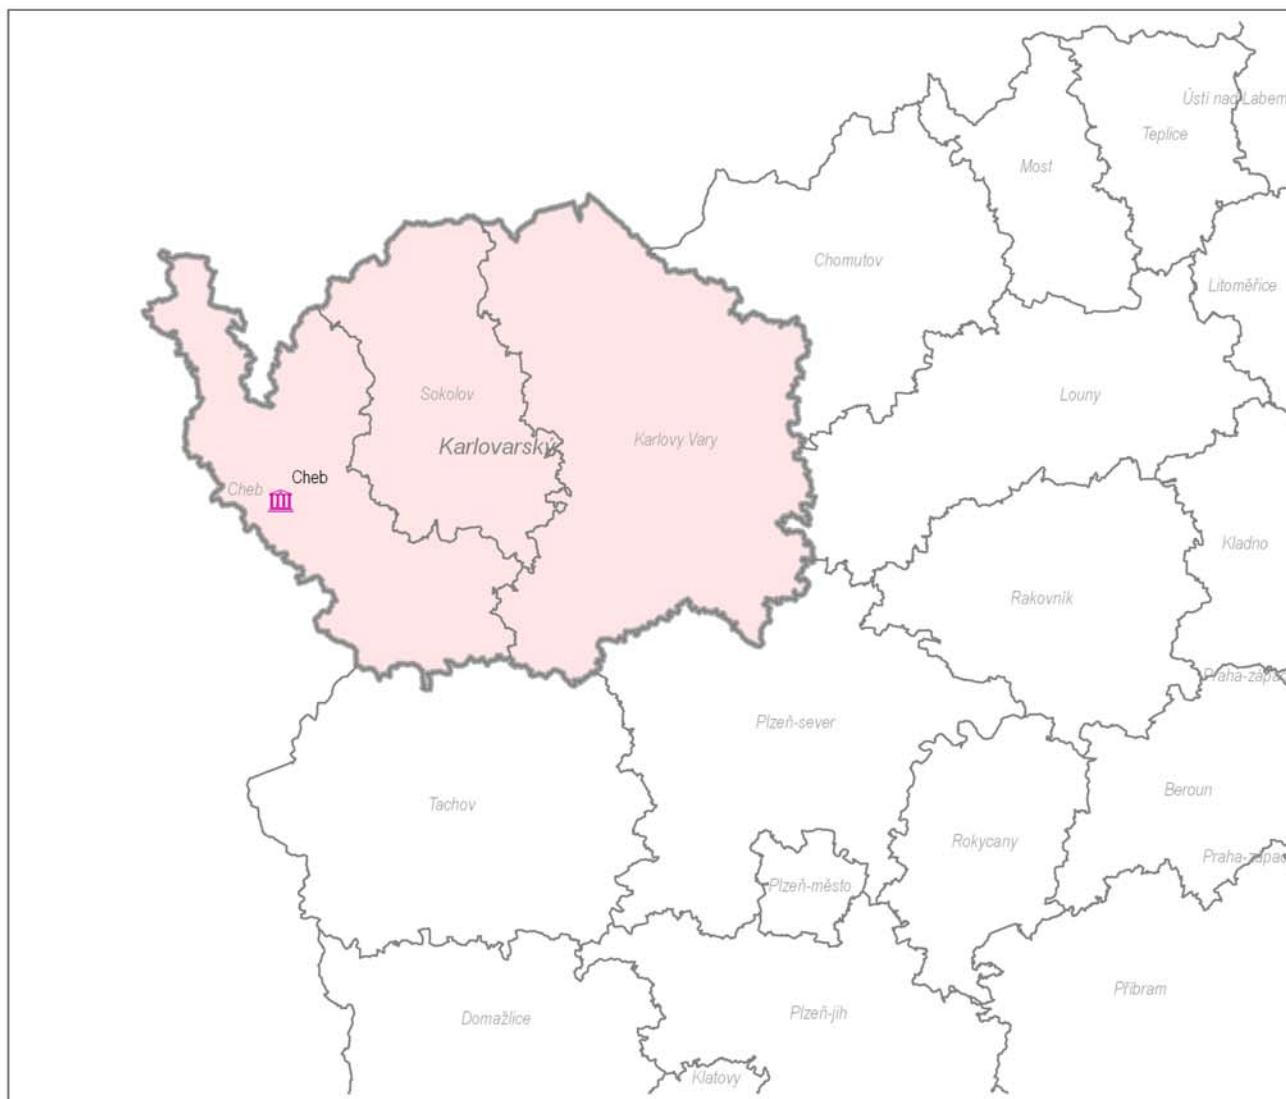 Ústí nad Labem
Teplice
Most
Chomutov
Litoměřice
Sokolov
Louny
Karlovarský
Karlovy Vary
Cheb
Cheb
Kladno
Rakovník
Praha-západ
Plzeň-sever
Tachov
Beroun
Rokycany
Praha-západ
Plzeň-město
Příbram
Domažlice
Plzeň-jih
Klatovy